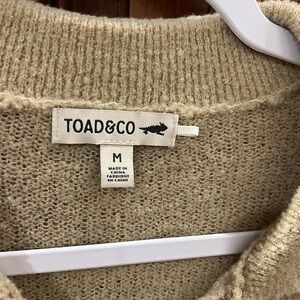 TOAD&CO
M
MADE IN
CHINA
FABRIQUÉ
EN CHINE